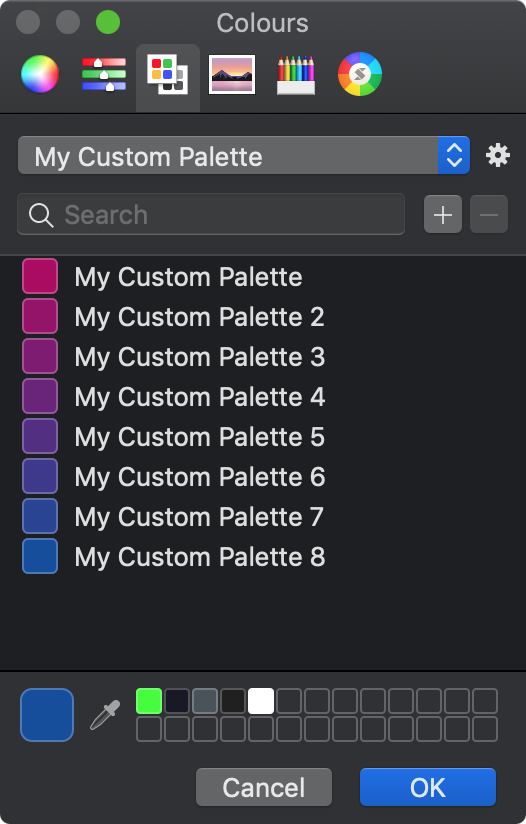 Colours
My Custom Palette
Search
My Custom Palette
My Custom Palette 2
My Custom Palette 3
My Custom Palette 4
My Custom Palette 5
My Custom Palette 6
My Custom Palette 7
My Custom Palette 8
Cancel
OK